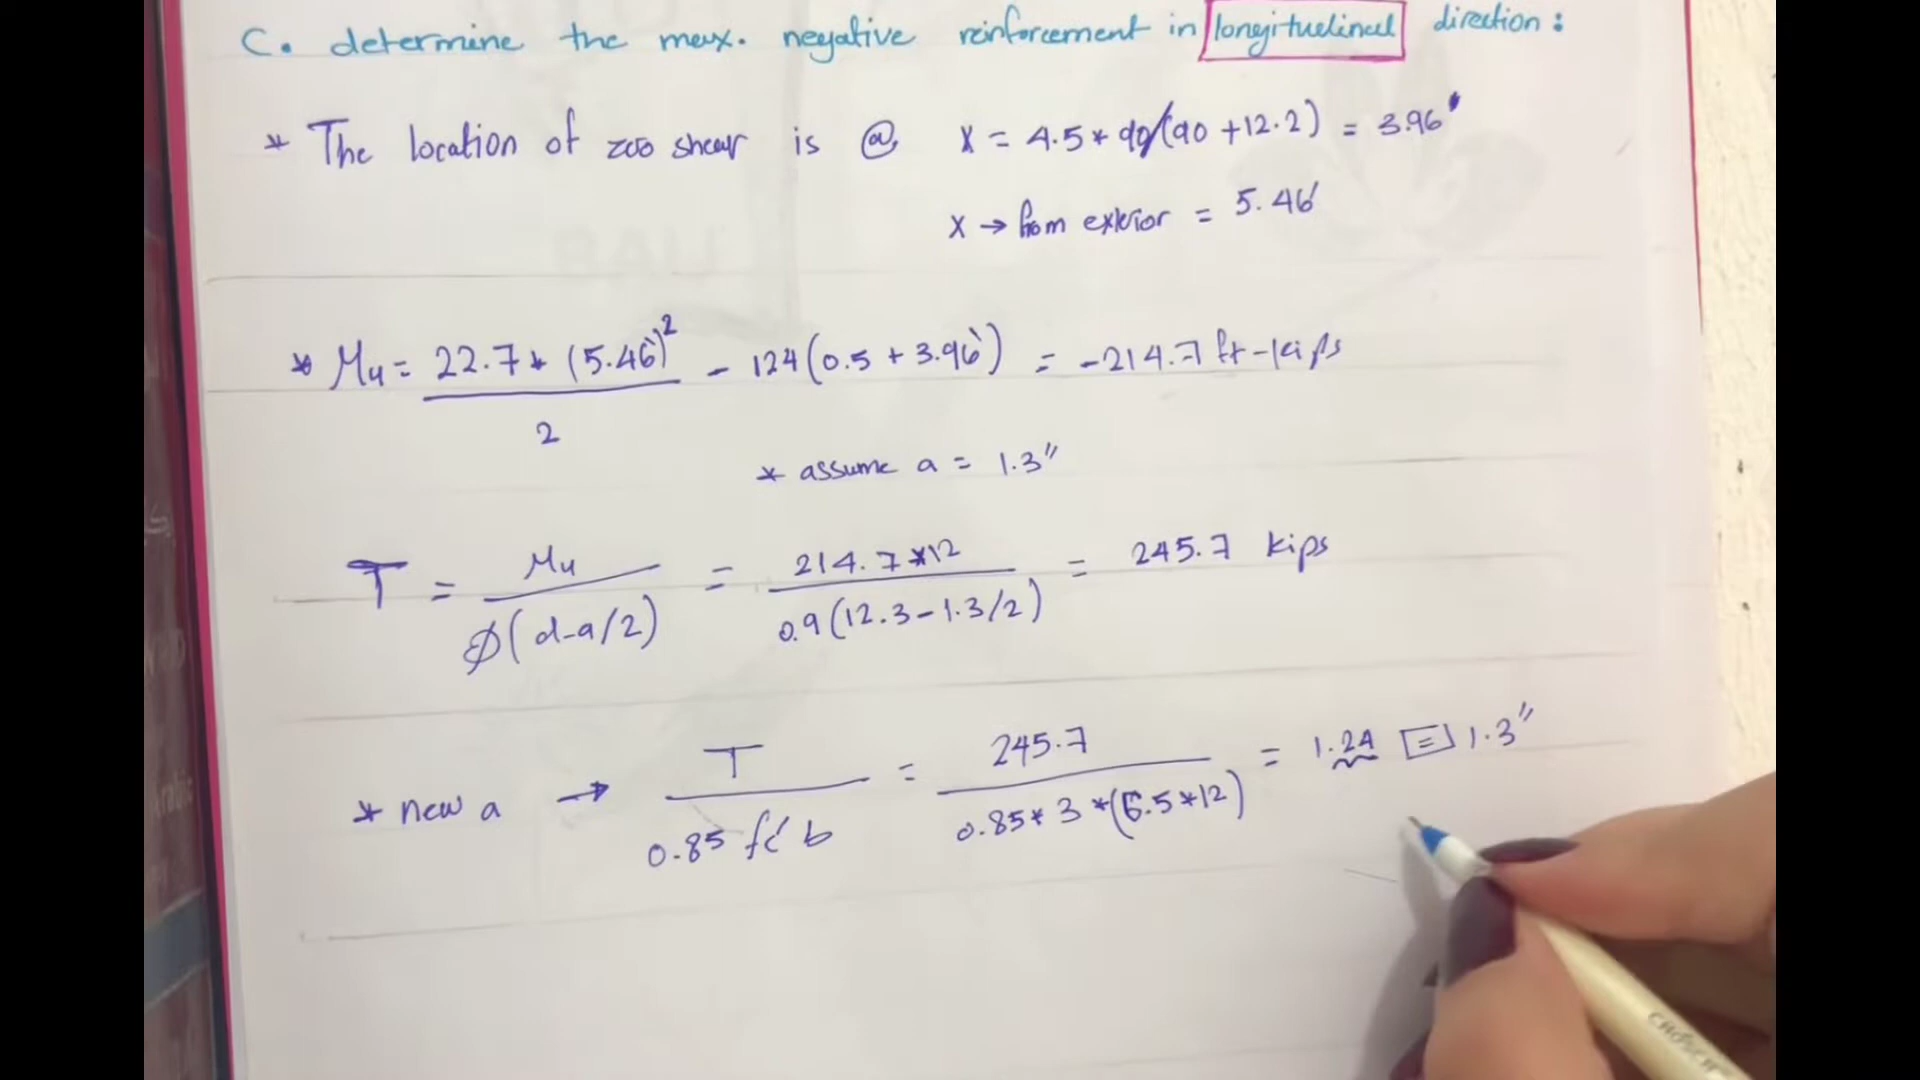 C. determine the max. negative reinforcement in longitudinal direction:
* The location of zero shear is @ X = 4.5 * 90/(90 + 12.2) = 3.96'
X → from exterior = 5.46'
* Mu = 22.7 * (5.46')² / 2 - 124(0.5 + 3.96') = -214.7 ft-kips
* assume a = 1.3"
T = Mu / Ø(d-a/2) = 214.7*12 / 0.9(12.3-1.3/2) = 245.7 kips
* new a → T / 0.85 fc' b = 245.7 / 0.85* 3 *(6.5*12) = 1.24 = 1.3"
CHOSCH